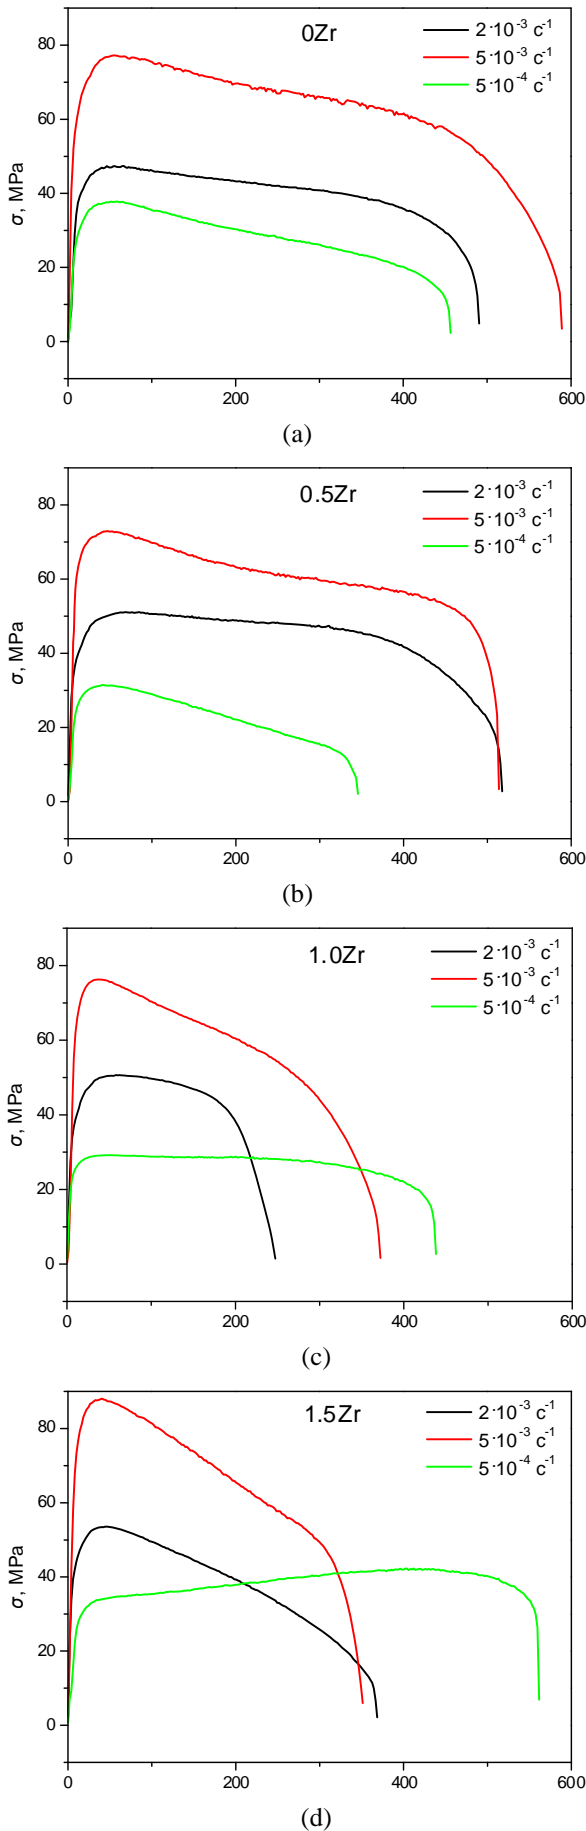 0Zr
2·10⁻³ c⁻¹
5·10⁻³ c⁻¹
5·10⁻⁴ c⁻¹
80
60
40
20
0
σ, MPa
0 200 400 600
(a)
0.5Zr
2·10⁻³ c⁻¹
5·10⁻³ c⁻¹
5·10⁻⁴ c⁻¹
80
60
40
20
0
σ, MPa
0 200 400 600
(b)
1.0Zr
2·10⁻³ c⁻¹
5·10⁻³ c⁻¹
5·10⁻⁴ c⁻¹
80
60
40
20
0
σ, MPa
0 200 400 600
(c)
1.5Zr
2·10⁻³ c⁻¹
5·10⁻³ c⁻¹
5·10⁻⁴ c⁻¹
80
60
40
20
0
σ, MPa
0 200 400 600
(d)